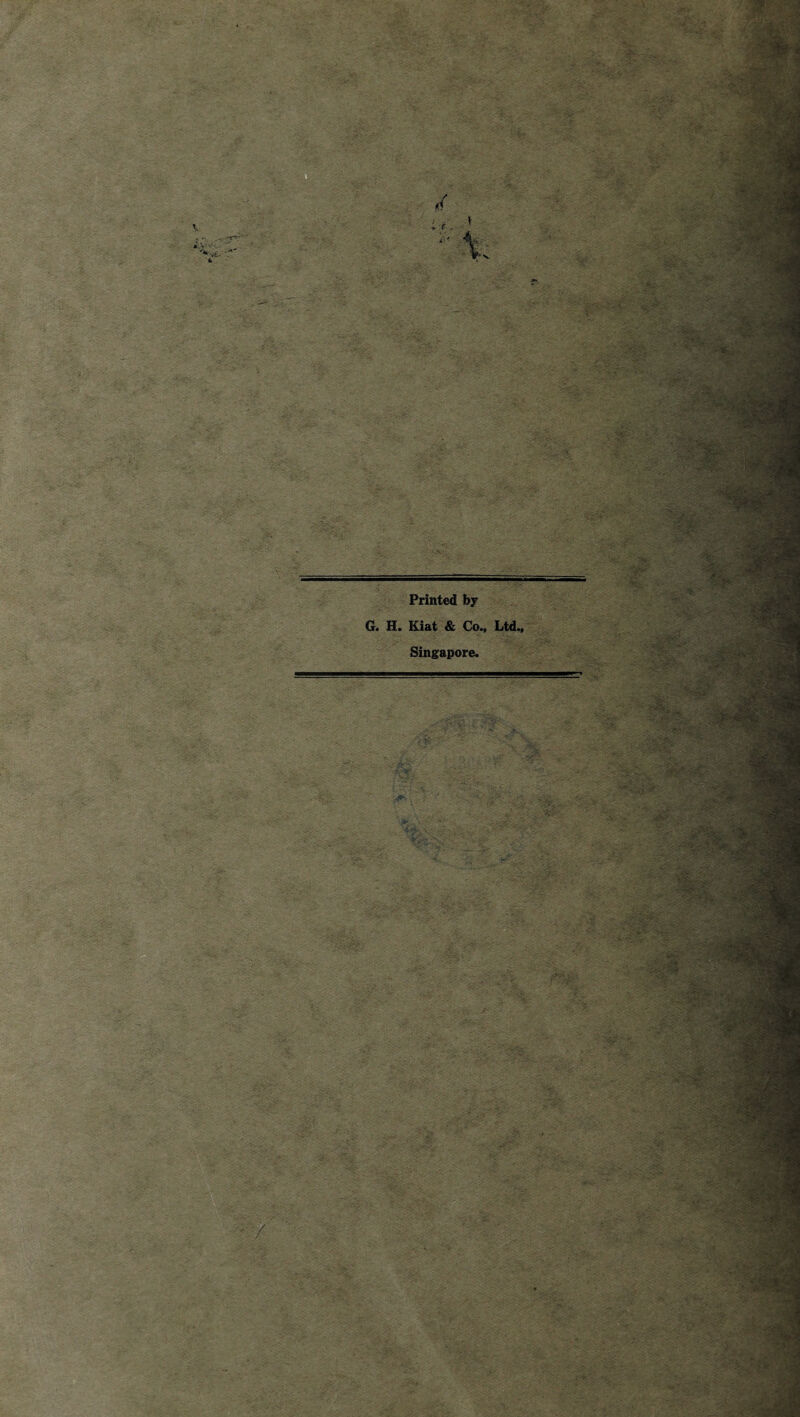 Printed by
G. H. Kiat & Co., Ltd.,
Singapore.